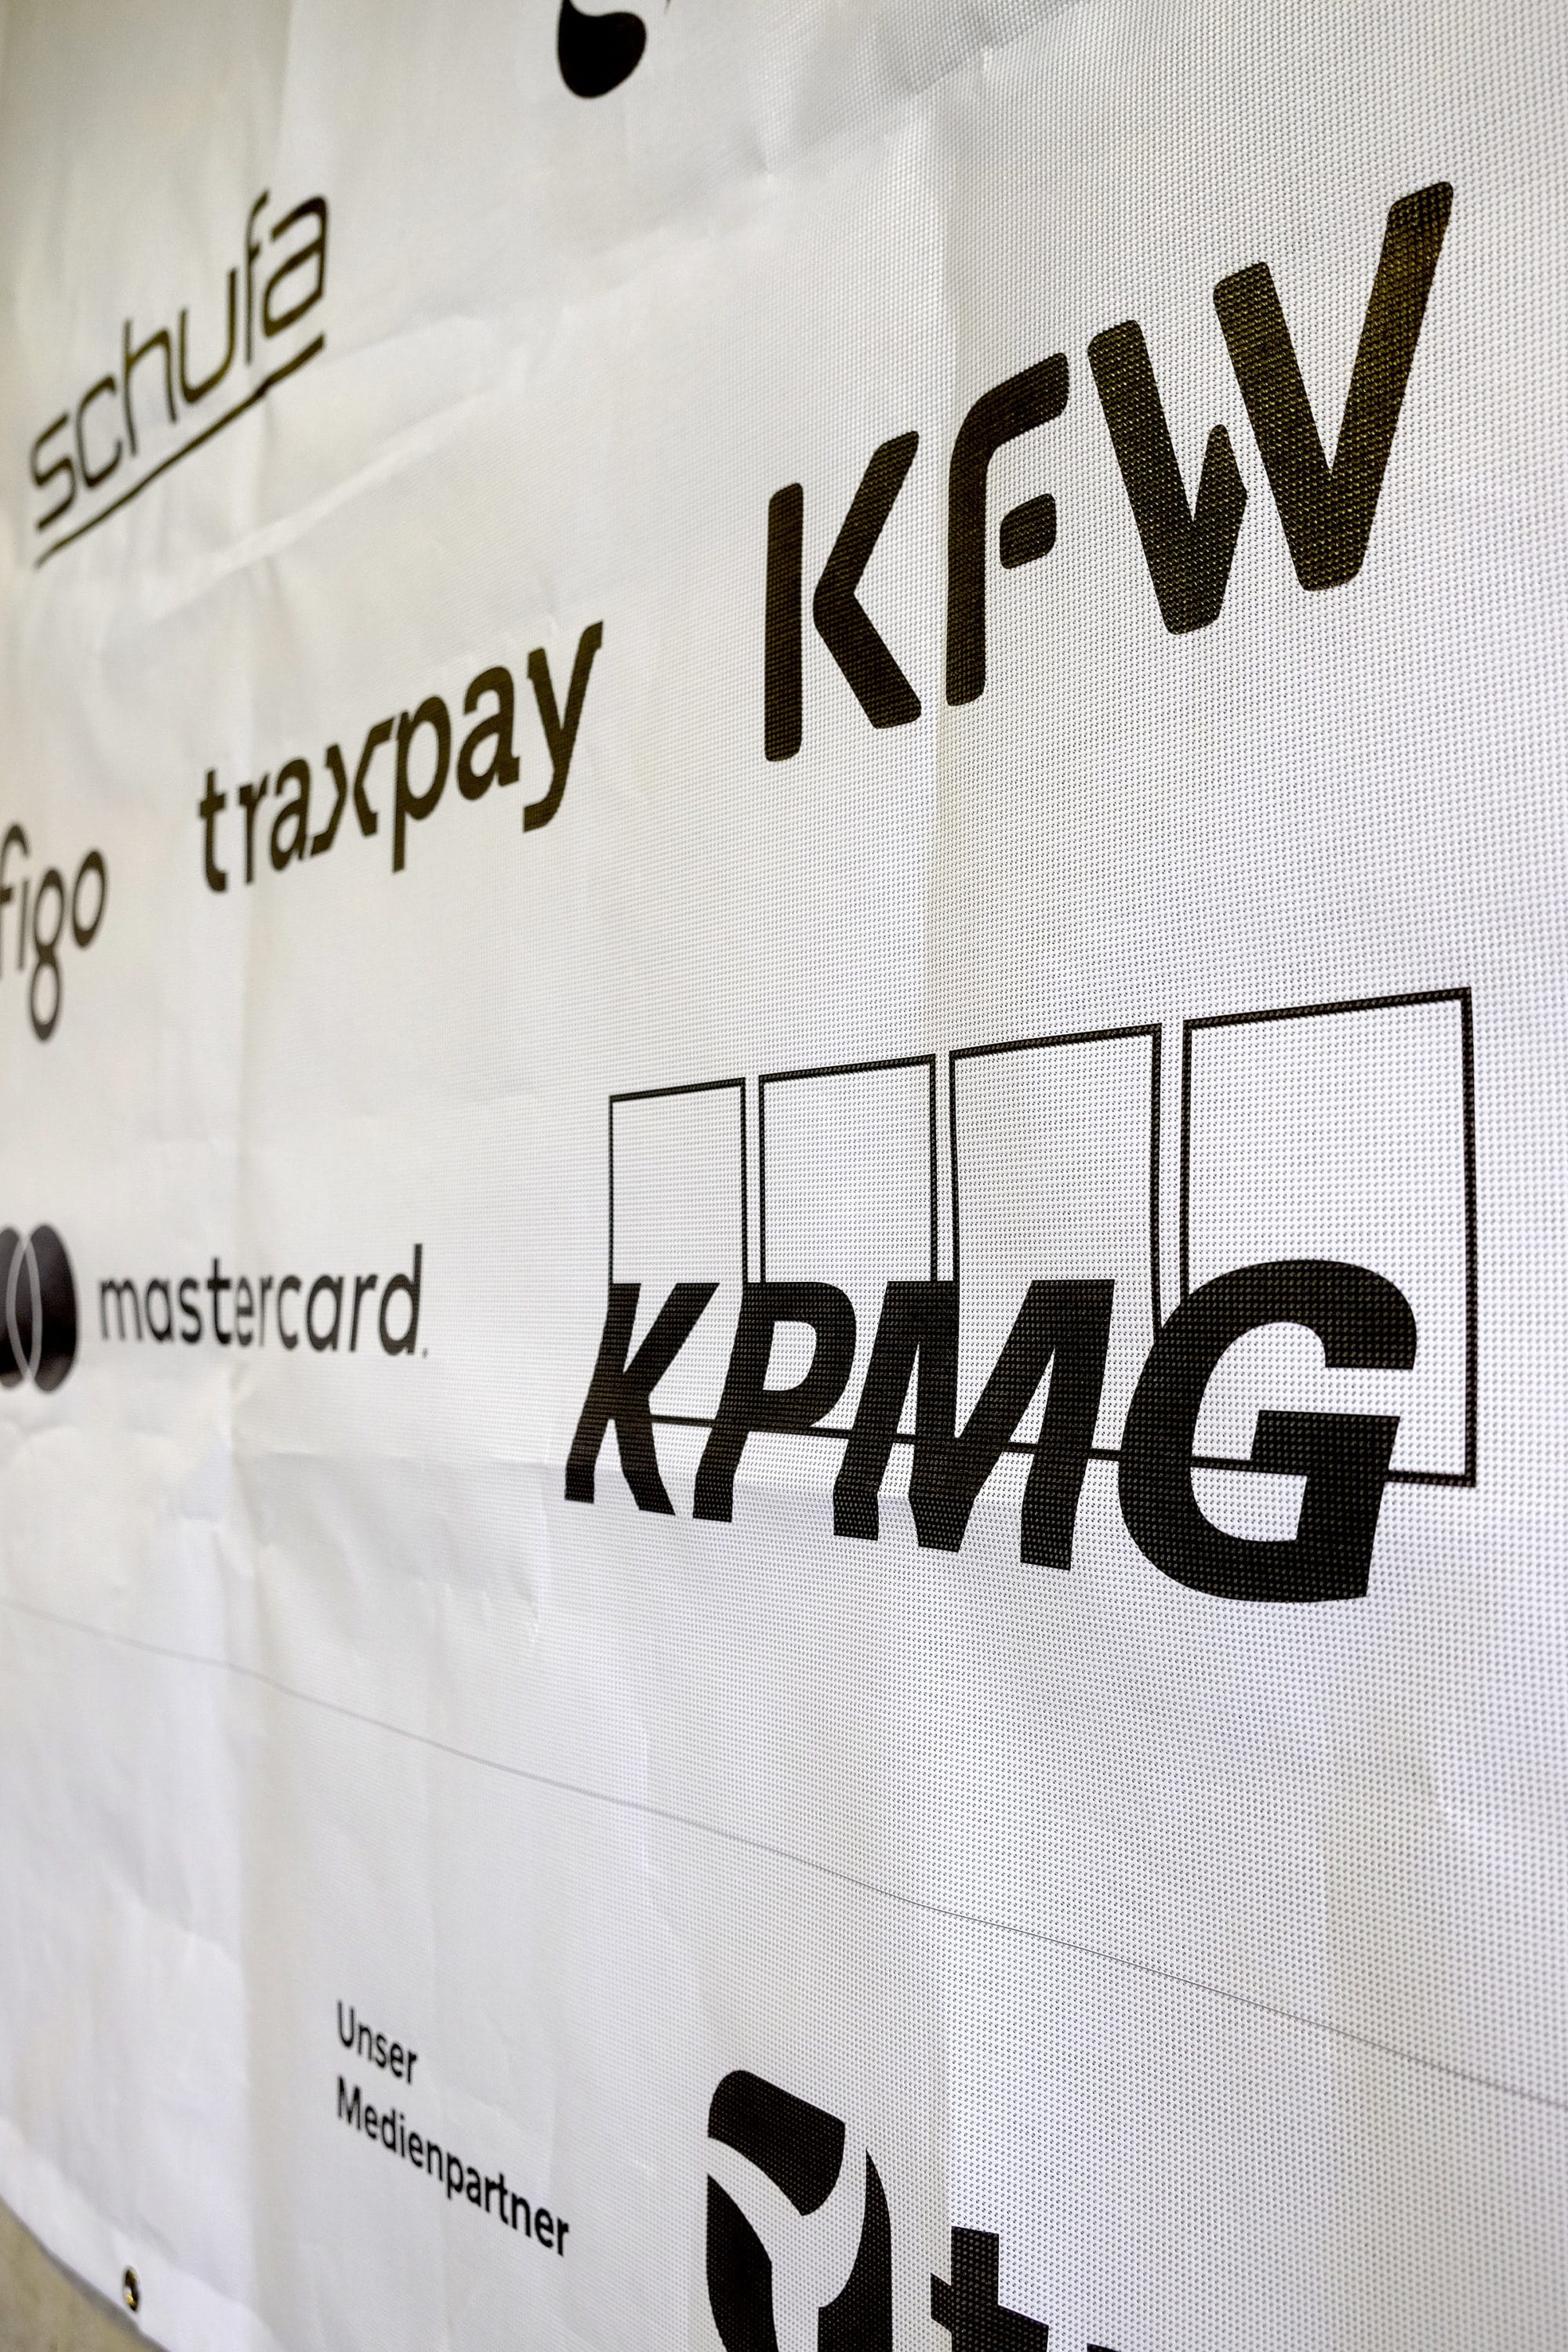 schufa
KFW
traxpay
figo
mastercard.
KPMG
Unser
Medienpartner